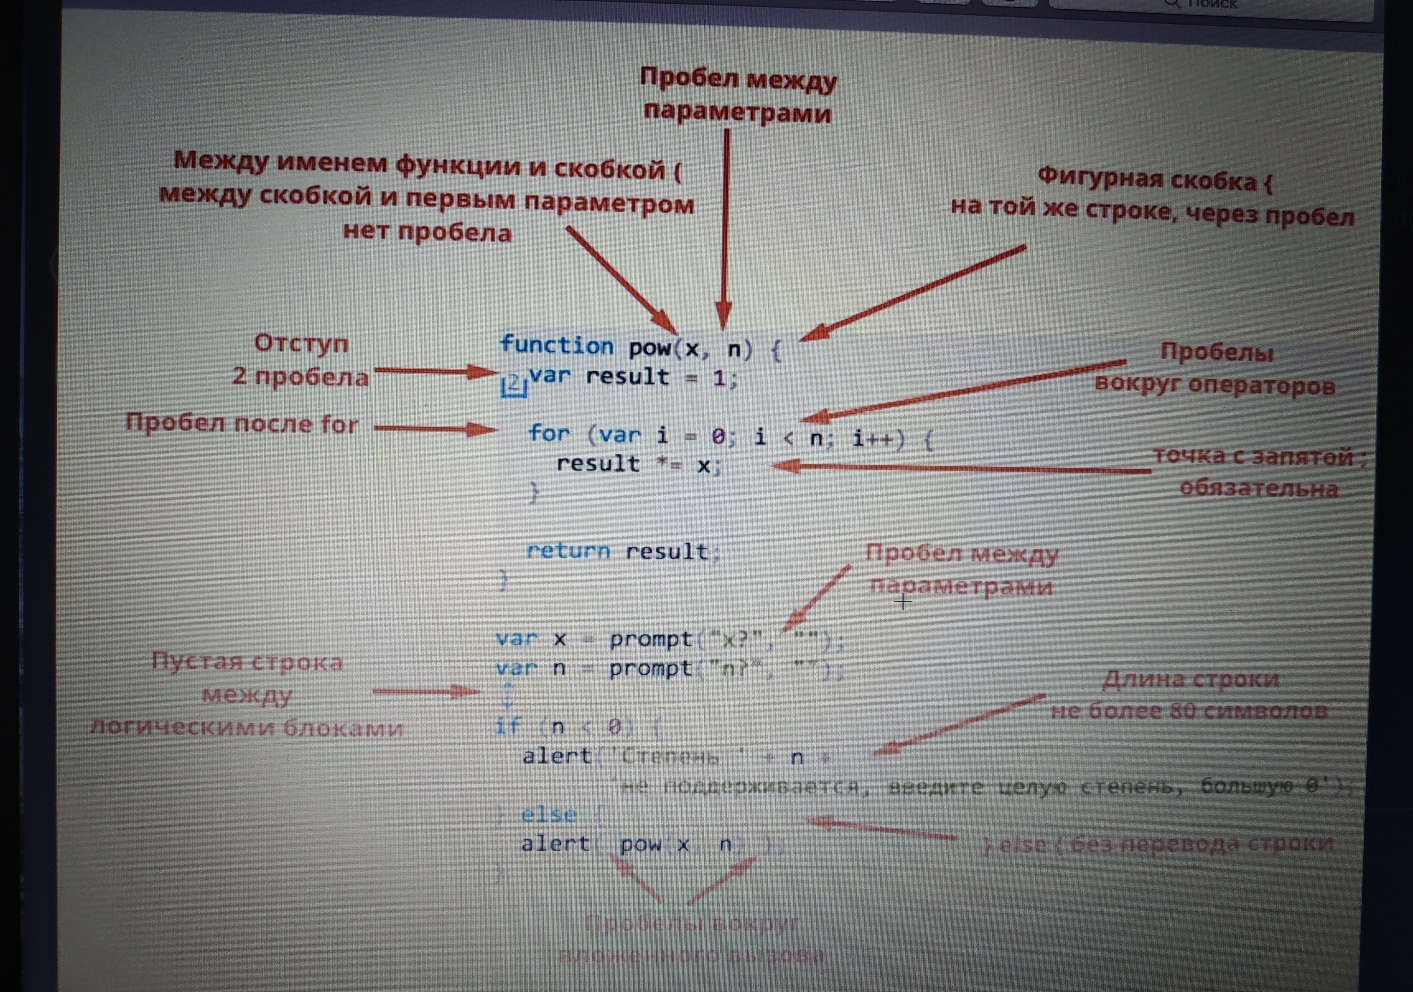 Поиск
Пробел между
параметрами
Между именем функции и скобкой (
между скобкой и первым параметром
нет пробела
Фигурная скобка {
на той же строке, через пробел
Отступ
2 пробела
Пробел после for
function pow(x, n) {
2 var result = 1;
for (var i = 0; i < n; i++) {
result *= x;
}
return result;
}
Пробелы
вокруг операторов
точка с запятой ;
обязательна
Пробел между
параметрами
var x = prompt("x?", "");
var n = prompt("n?", "");
Пустая строка
между
логическими блоками
if (n < 0) {
alert('Степень ' + n +
'не поддерживается, введите целую степень, большую 0');
} else {
alert( pow(x, n) );
}
Длина строки
не более 80 символов
} else { без перевода строки
Пробелы вокруг
вложенного вызова